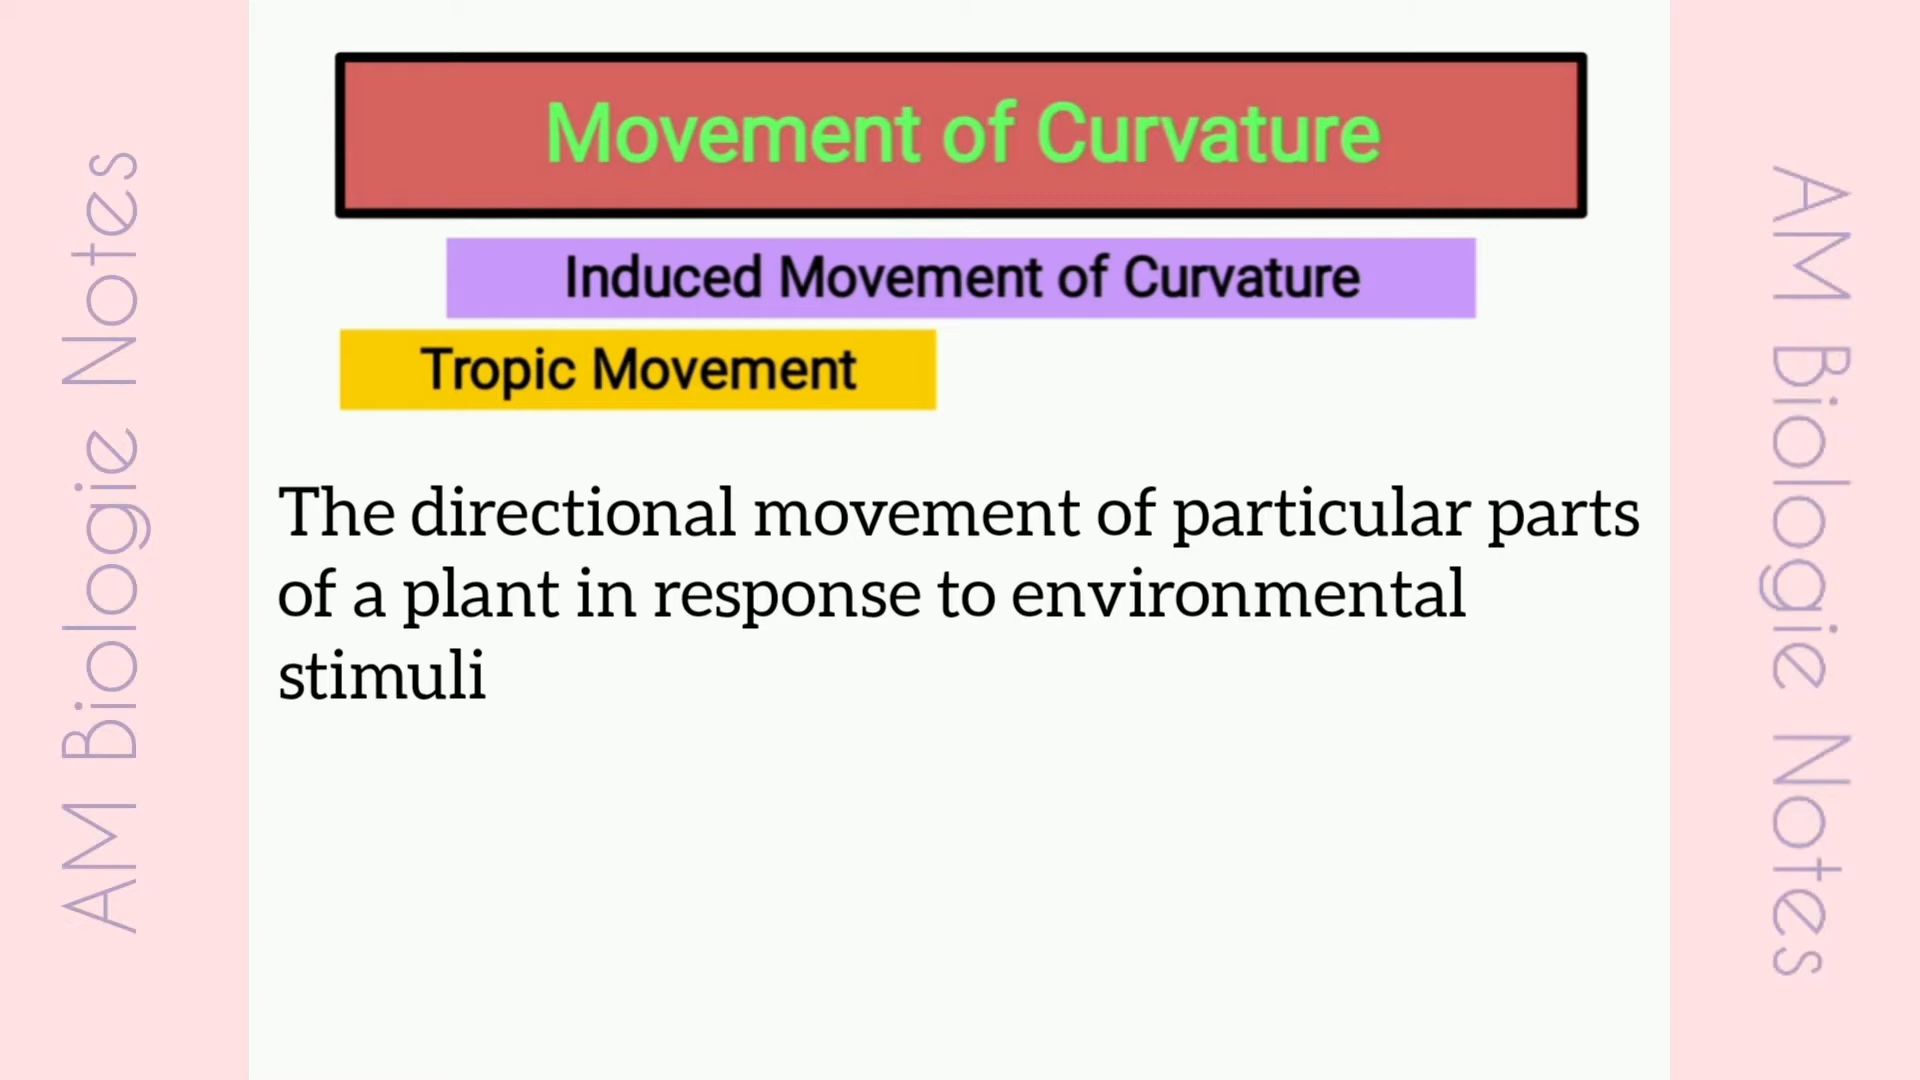 AM Biologie Notes
Movement of Curvature
Induced Movement of Curvature
Tropic Movement
The directional movement of particular parts
of a plant in response to environmental
stimuli
AM Biologie Notes